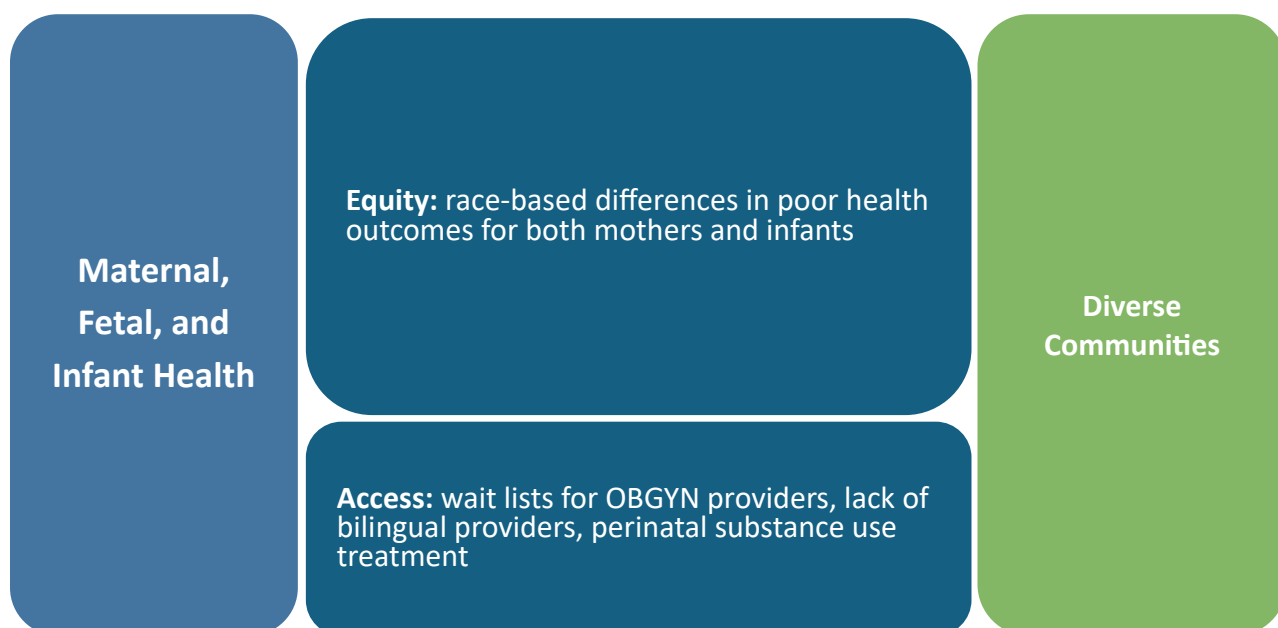 Maternal,
Fetal, and
Infant Health
Equity: race-based differences in poor health
outcomes for both mothers and infants
Access: wait lists for OBGYN providers, lack of
bilingual providers, perinatal substance use
treatment
Diverse
Communities